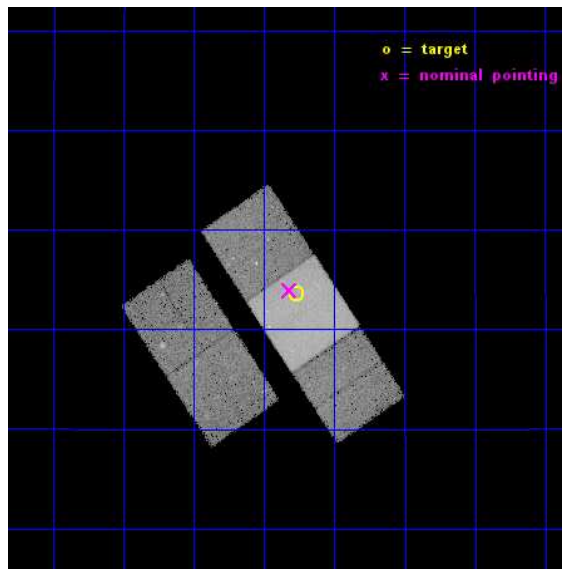 o = target
x = nominal pointing